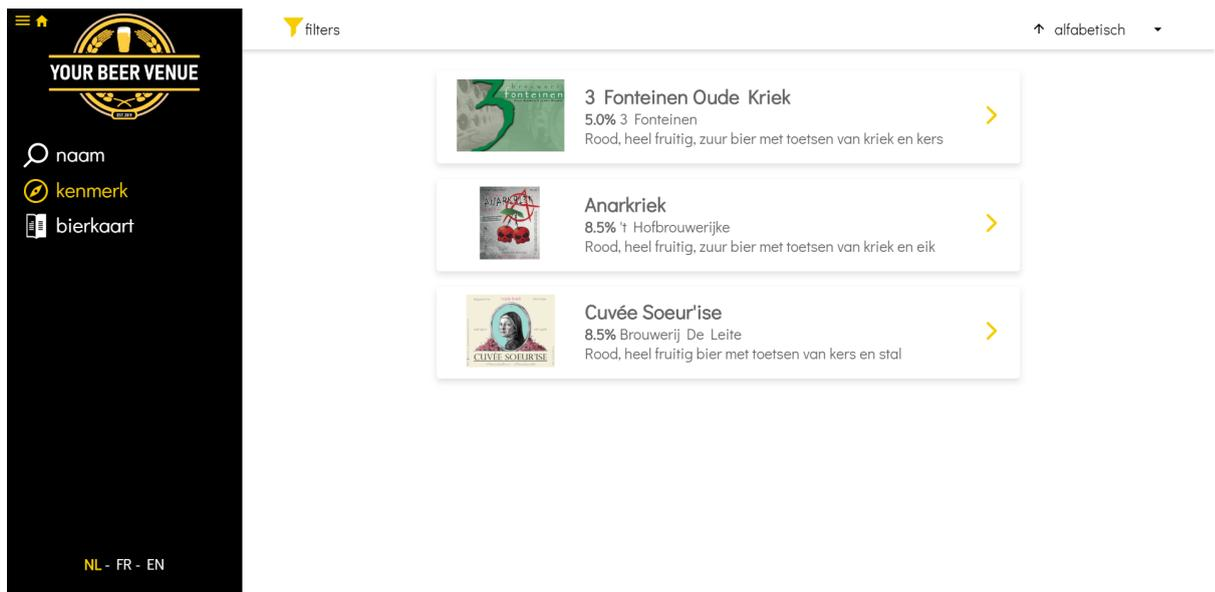 filters
alfabetisch
YOUR BEER VENUE
naam
kenmerk
bierkaart
3 Fonteinen Oude Kriek
5.0% 3 Fonteinen
Rood, heel fruitig, zuur bier met toetsen van kriek en kers
Anarkriek
8.5% 't Hofbrouwerijke
Rood, heel fruitig, zuur bier met toetsen van kriek en eik
CUVÉE SOEUR'ISE
Cuvée Soeur'ise
8.5% Brouwerij De Leite
Rood, heel fruitig bier met toetsen van kers en stal
NL - FR - EN